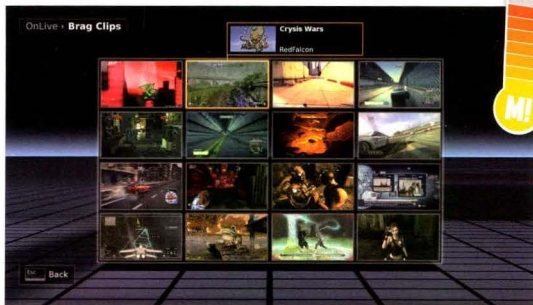 OnLive › Brag Clips
Crysis Wars
RedFalcon
M!
Esc Back